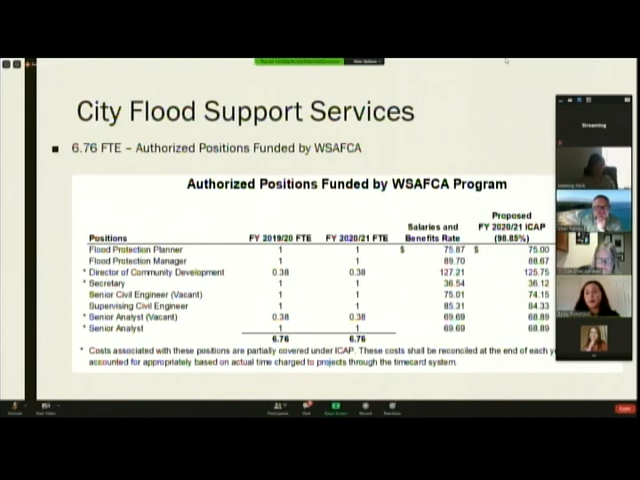 City Flood Support Services
6.76 FTE – Authorized Positions Funded by WSAFCA
Authorized Positions Funded by WSAFCA Program
Positions FY 2019/20 FTE FY 2020/21 FTE Salaries and Benefits Rate Proposed FY 2020/21 ICAP (98.85%)
Flood Protection Planner 1 1 $ 75.87 $ 75.00
Flood Protection Manager 1 1 89.70 88.67
* Director of Community Development 0.38 0.38 127.21 125.75
* Secretary 1 1 36.54 36.12
Senior Civil Engineer (Vacant) 1 1 75.01 74.15
Supervising Civil Engineer 1 1 85.31 84.33
* Senior Analyst (Vacant) 0.38 0.38 69.69 68.89
* Senior Analyst 1 1 69.69 68.89
6.76 6.76
* Costs associated with these positions are partially covered under ICAP. These costs shall be reconciled at the end of each ye
accounted for appropriately based on actual time charged to projects through the timecard system.
Streaming
Participants
Chat
Record
Reactions